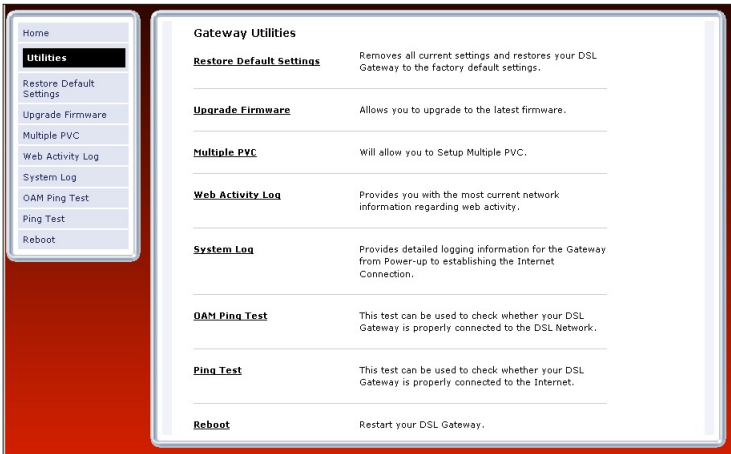 Home
Utilities
Restore Default
Settings
Upgrade Firmware
Multiple PVC
Web Activity Log
System Log
OAM Ping Test
Ping Test
Reboot
Gateway Utilities
Restore Default Settings
Removes all current settings and restores your DSL
Gateway to the factory default settings.
Upgrade Firmware
Allows you to upgrade to the latest firmware.
Multiple PVC
Will allow you to Setup Multiple PVC.
Web Activity Log
Provides you with the most current network
information regarding web activity.
System Log
Provides detailed logging information for the Gateway
from Power-up to establishing the Internet
Connection.
OAM Ping Test
This test can be used to check whether your DSL
Gateway is properly connected to the DSL Network.
Ping Test
This test can be used to check whether your DSL
Gateway is properly connected to the Internet.
Reboot
Restart your DSL Gateway.